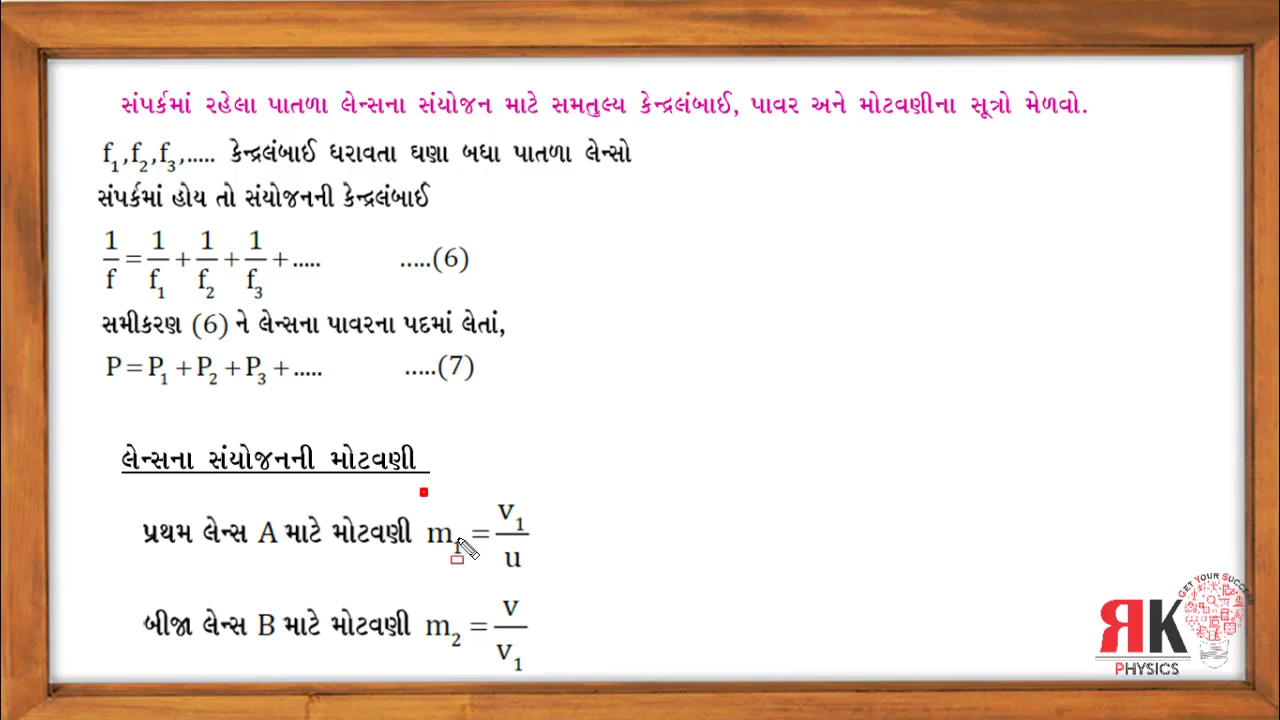 સંપર્કમાં રહેલા પાતળા લેન્સના સંયોજન માટે સમતુલ્ય કેન્દ્રલંબાઈ, પાવર અને મોટવણીના સૂત્રો મેળવો.
f₁,f₂,f₃,..... કેન્દ્રલંબાઈ ધરાવતા ઘણા બધા પાતળા લેન્સો
સંપર્કમાં હોય તો સંયોજનની કેન્દ્રલંબાઈ
1/f = 1/f₁ + 1/f₂ + 1/f₃ + ..... .....(6)
સમીકરણ (6) ને લેન્સના પાવરના પદમાં લેતાં,
P = P₁ + P₂ + P₃ + ..... .....(7)
લેન્સના સંયોજનની મોટવણી
પ્રથમ લેન્સ A માટે મોટવણી m₁ = v₁/u
બીજા લેન્સ B માટે મોટવણી m₂ = v/v₁
GET YOUR SUCCESS
RK
PHYSICS